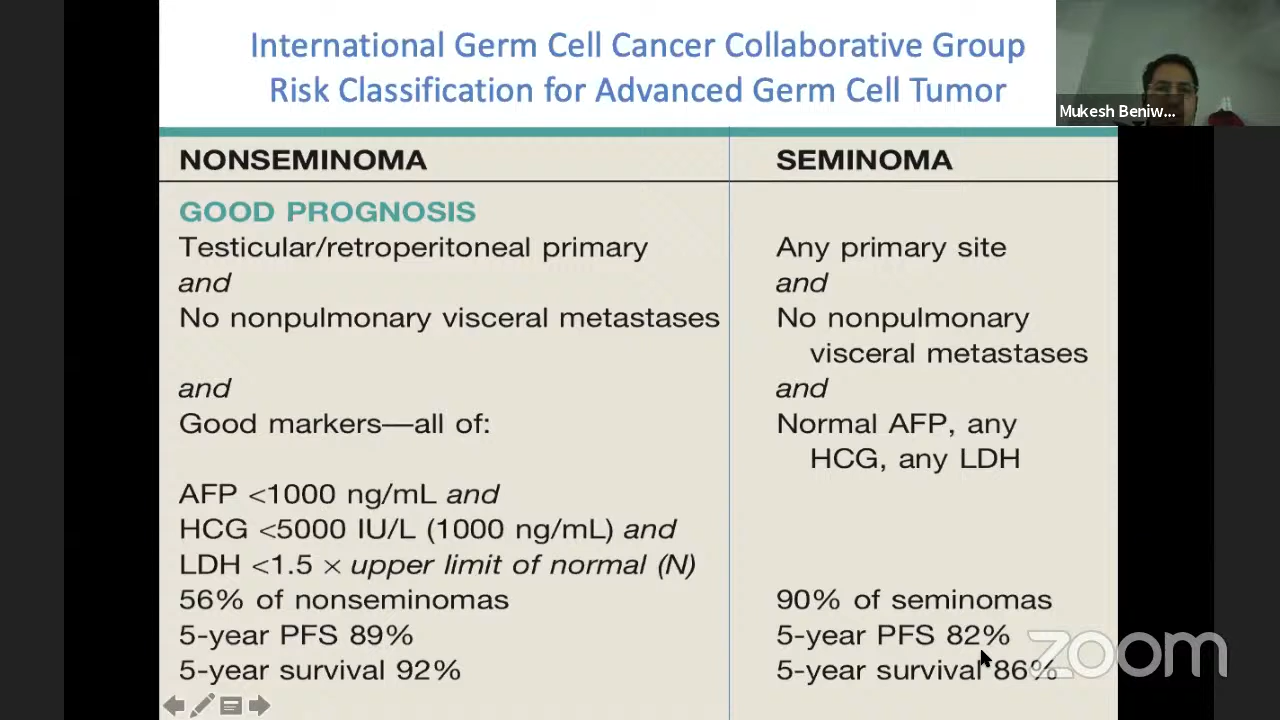 International Germ Cell Cancer Collaborative Group
Risk Classification for Advanced Germ Cell Tumor
Mukesh Beniw...
NONSEMINOMA
GOOD PROGNOSIS
Testicular/retroperitoneal primary
and
No nonpulmonary visceral metastases
and
Good markers—all of:
AFP <1000 ng/mL and
HCG <5000 IU/L (1000 ng/mL) and
LDH <1.5 × upper limit of normal (N)
56% of nonseminomas
5-year PFS 89%
5-year survival 92%
SEMINOMA
Any primary site
and
No nonpulmonary
visceral metastases
and
Normal AFP, any
HCG, any LDH
90% of seminomas
5-year PFS 82%
5-year survival 86%
zoom